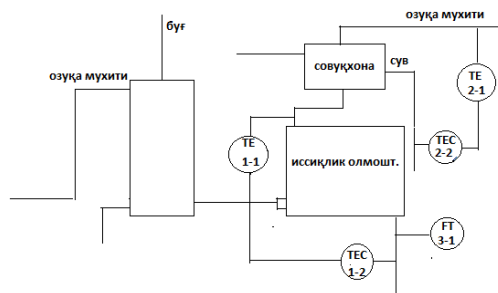 озуқа мухити
буғ
совуқхона
сув
TE
2-1
озуқа мухити
TEC
2-2
TE
1-1
иссиқлик олмошт.
FT
3-1
TEC
1-2